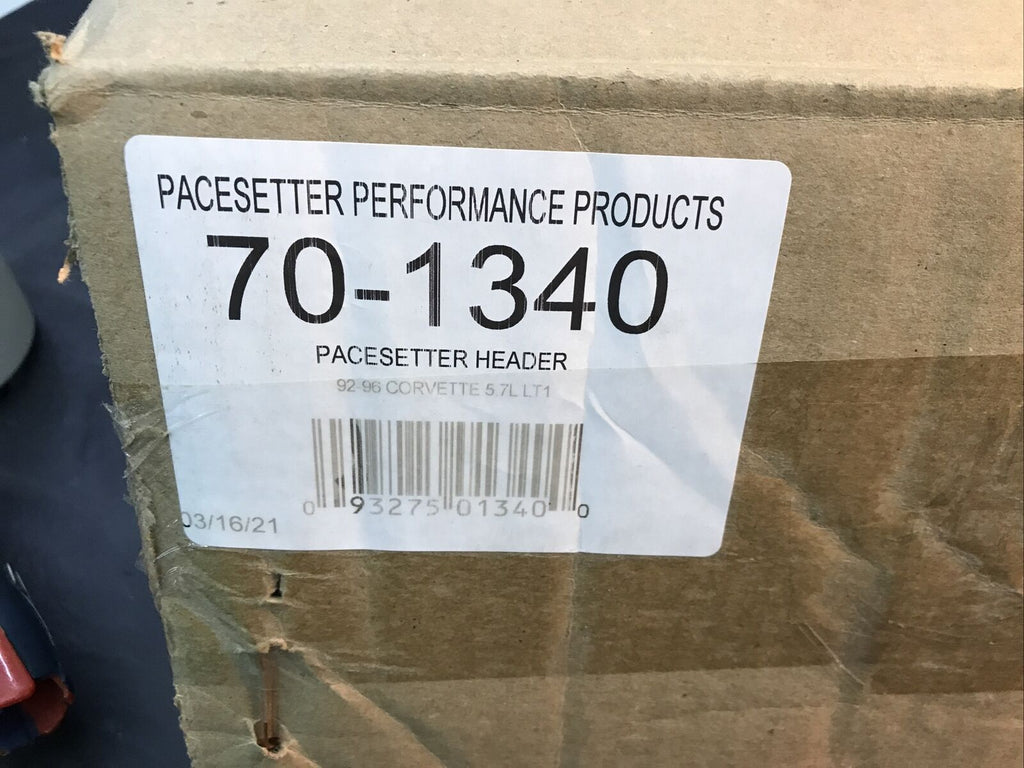 PACESETTER PERFORMANCE PRODUCTS
70-1340
PACESETTER HEADER
92-96 CORVETTE 5.7L LT1
0 93275 01340 0
03/16/21